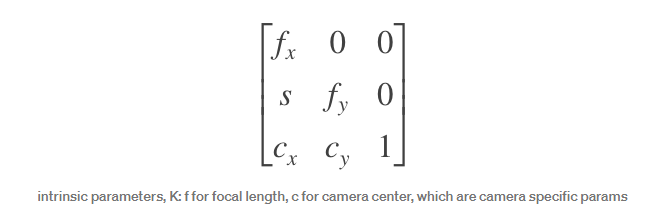 f_x 0 0
s f_y 0
c_x c_y 1
intrinsic parameters, K: f for focal length, c for camera center, which are camera specific params